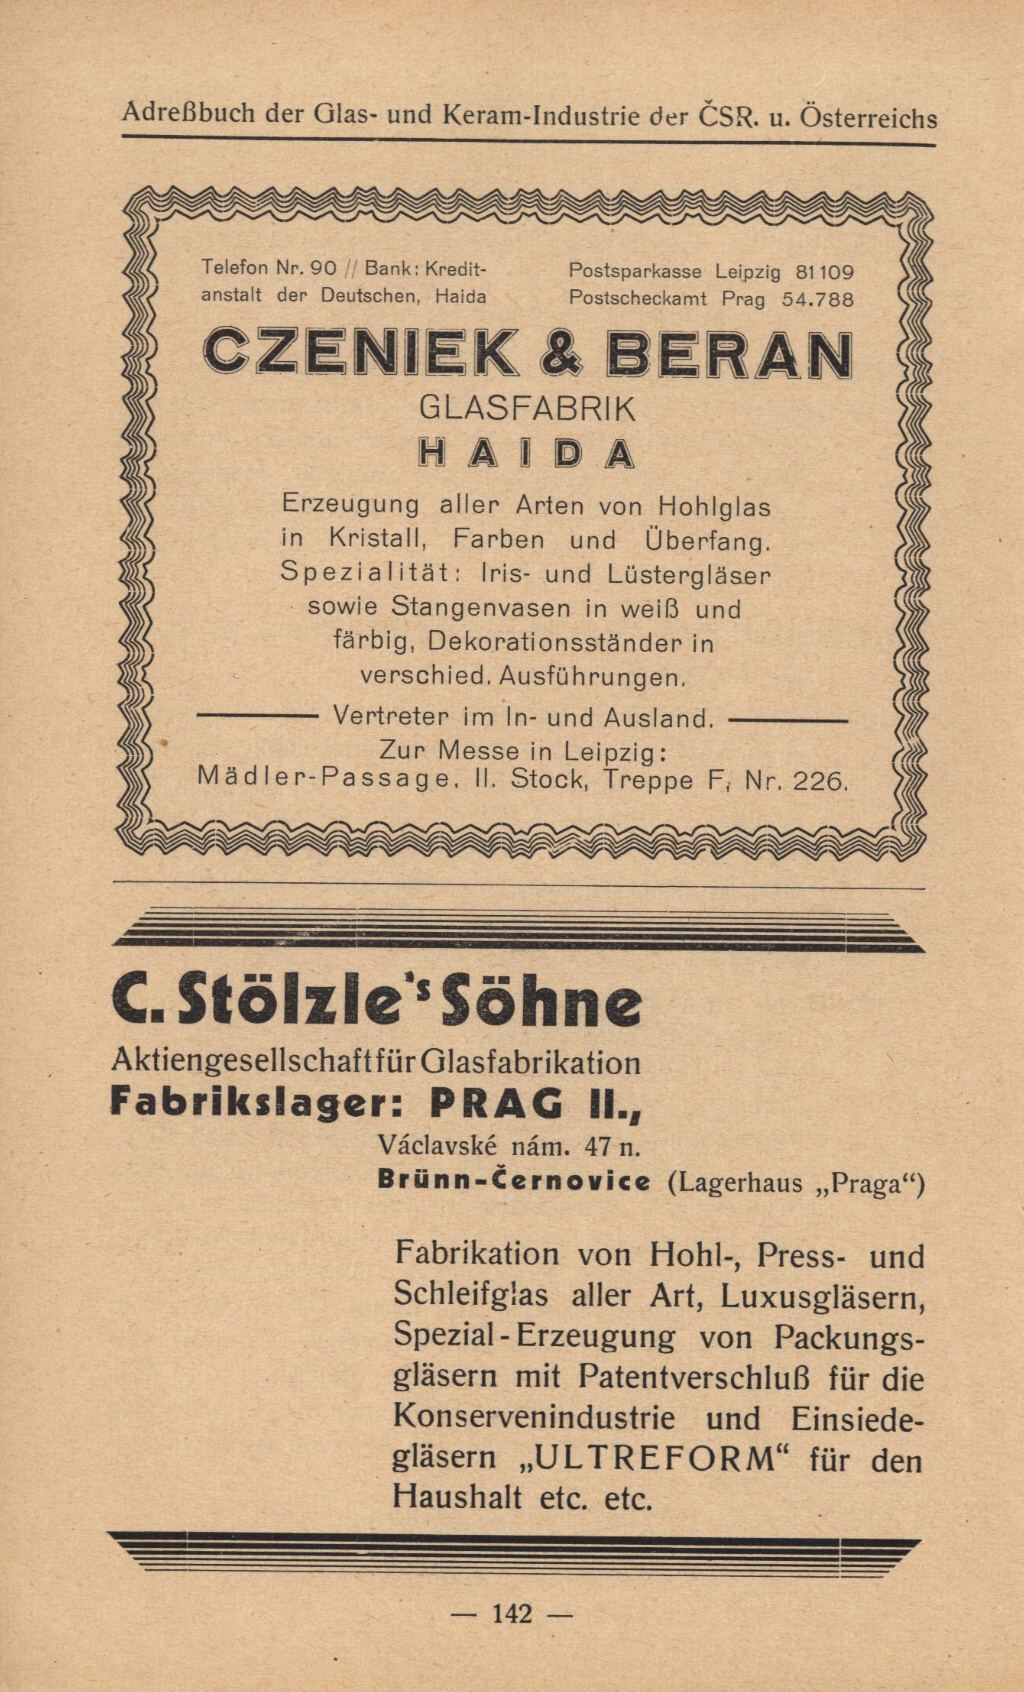 Adreßbuch der Glas- und Keram-Industrie der ČSR. u. Österreichs
Telefon Nr. 90 // Bank: Kredit-
anstalt der Deutschen, Haida
Postsparkasse Leipzig 81109
Postscheckamt Prag 54.788
CZENIEK & BERAN
GLASFABRIK
HAIDA
Erzeugung aller Arten von Hohlglas
in Kristall, Farben und Überfang.
Spezialität: Iris- und Lüstergläser
sowie Stangenvasen in weiß und
färbig, Dekorationsständer in
verschied. Ausführungen.
Vertreter im In- und Ausland.
Zur Messe in Leipzig:
Mädler-Passage, II. Stock, Treppe F, Nr. 226.
C. Stölzle's Söhne
Aktiengesellschaft für Glasfabrikation
Fabrikslager: PRAG II.,
Václavské nám. 47 n.
Brünn-Černovice (Lagerhaus „Praga“)
Fabrikation von Hohl-, Press- und
Schleifglas aller Art, Luxusgläsern,
Spezial-Erzeugung von Packungs-
gläsern mit Patentverschluß für die
Konservenindustrie und Einsiede-
gläsern „ULTREFORM“ für den
Haushalt etc. etc.
— 142 —